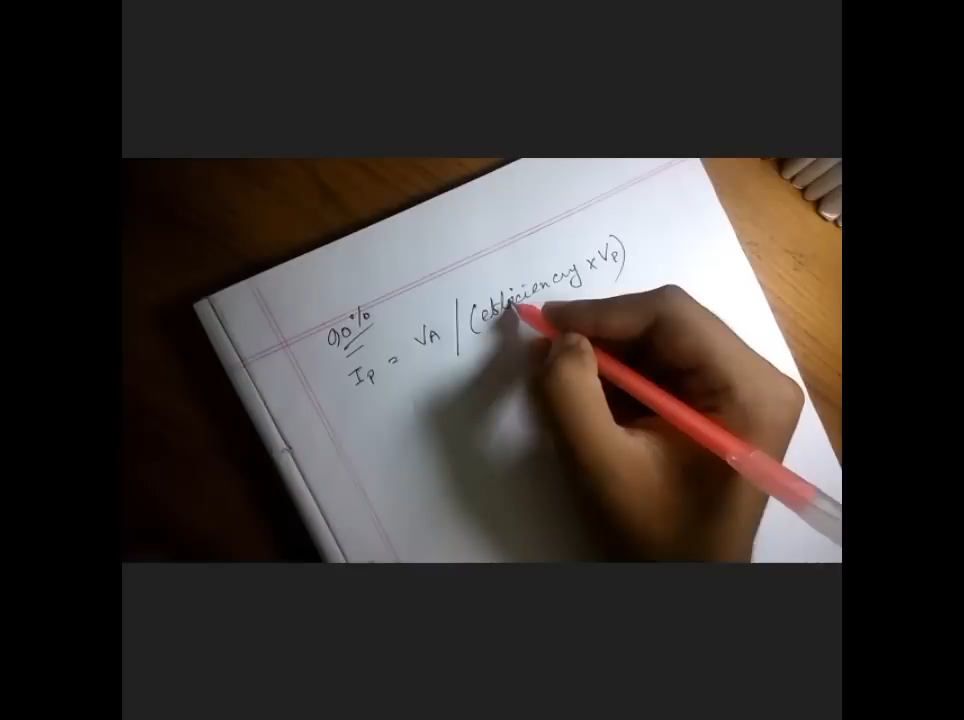 90%
Ip = VA / (efficiency x Vp)